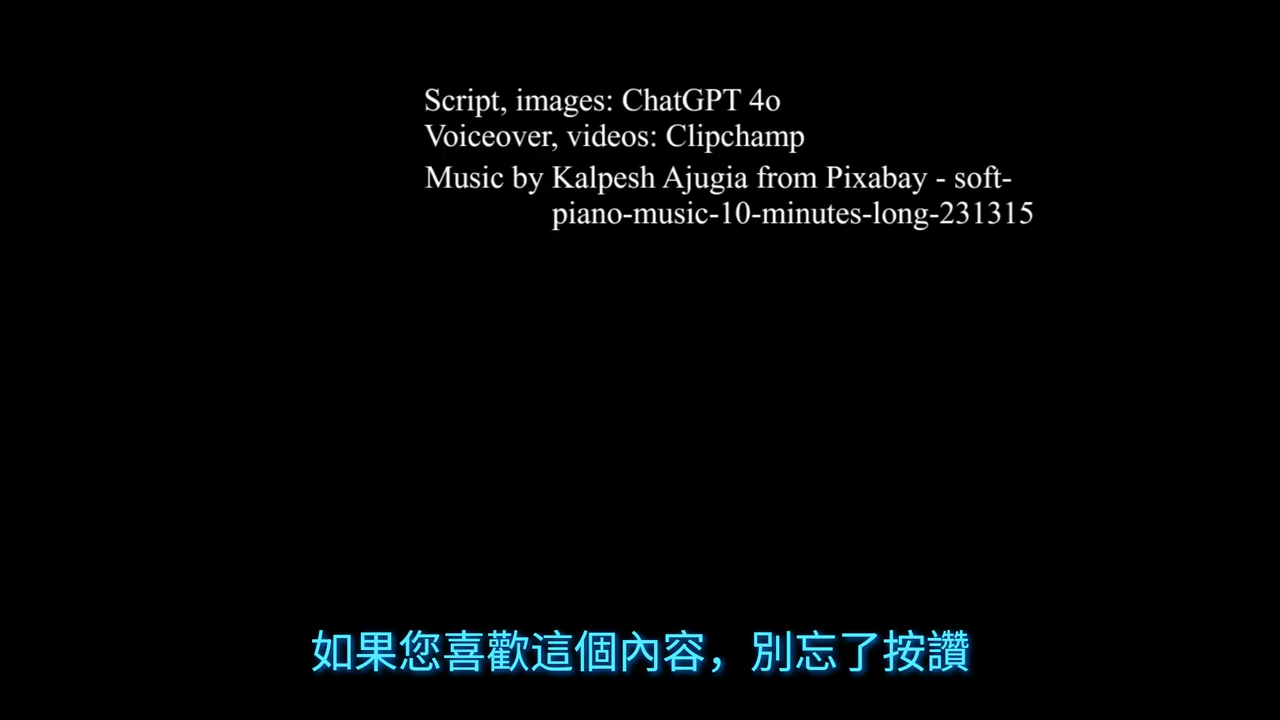 Script, images: ChatGPT 4o
Voiceover, videos: Clipchamp
Music by Kalpesh Ajugia from Pixabay - soft-
piano-music-10-minutes-long-231315
如果您喜歡這個內容，別忘了按讚